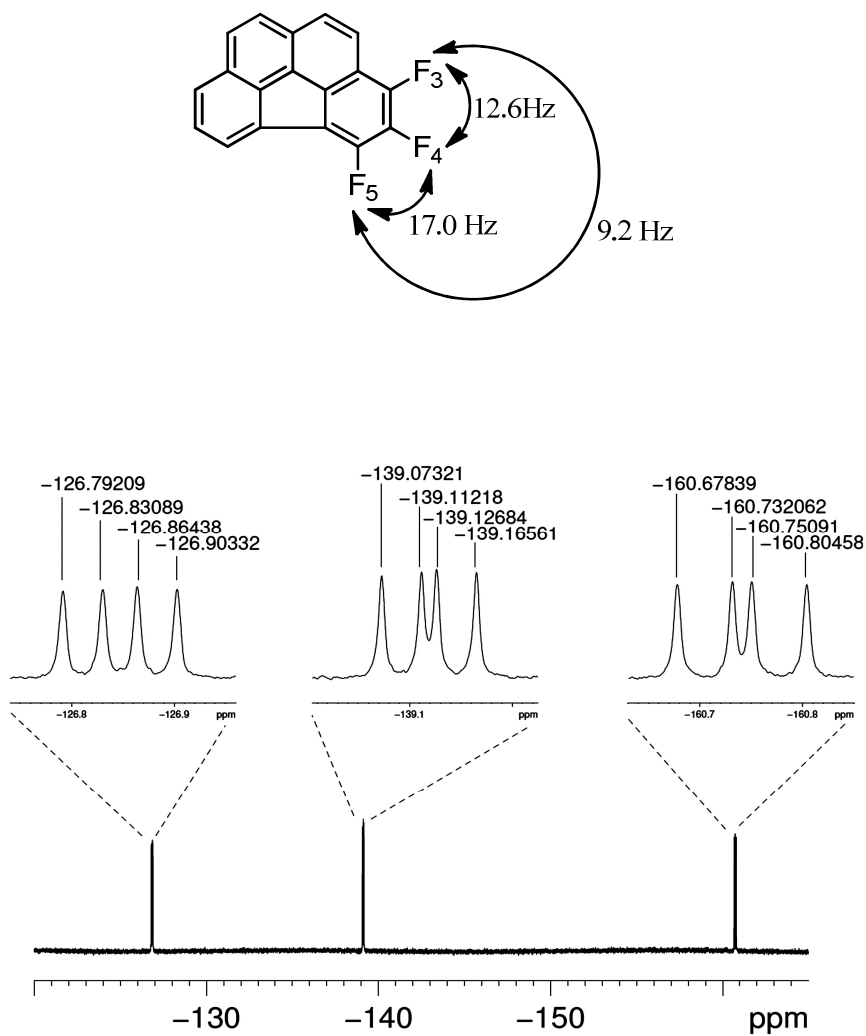 F3
12.6Hz
F4
F5
17.0 Hz
9.2 Hz
−126.79209
−126.83089
−126.86438
−126.90332
−139.07321
−139.11218
−139.12684
−139.16561
−160.67839
−160.732062
−160.75091
−160.80458
−126.8 −126.9 ppm
−139.1 ppm
−160.7 −160.8 ppm
−130 −140 −150 ppm